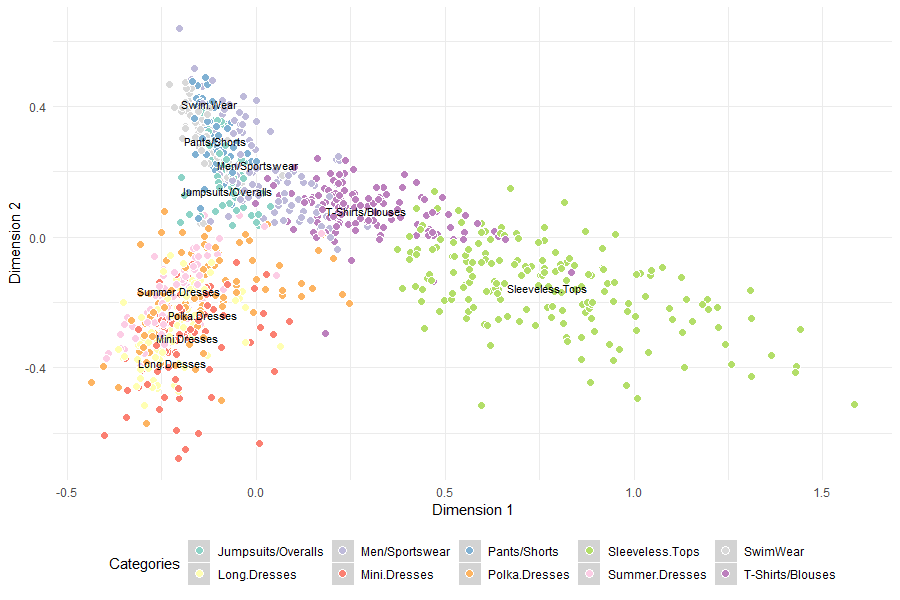 0.4
0.0
-0.4
Dimension 2
Swim.Wear
Pants/Shorts
Men/Sportswear
Jumpsuits/Overalls
T-Shirts/Blouses
Sleeveless.Tops
Summer.Dresses
Polka.Dresses
Mini.Dresses
Long.Dresses
-0.5 0.0 0.5 1.0 1.5
Dimension 1
Categories
Jumpsuits/Overalls Men/Sportswear Pants/Shorts Sleeveless.Tops SwimWear
Long.Dresses Mini.Dresses Polka.Dresses Summer.Dresses T-Shirts/Blouses